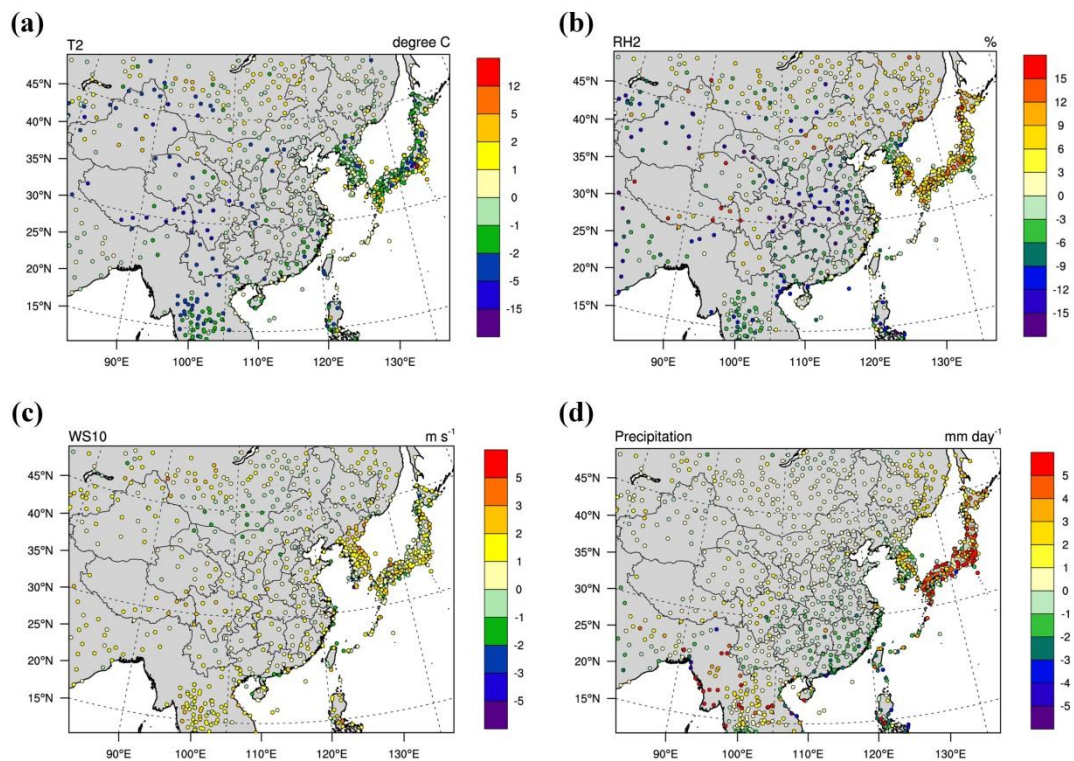 (a)
T2 degree C
45°N
40°N
35°N
30°N
25°N
20°N
15°N
90°E 100°E 110°E 120°E 130°E
12
5
2
1
0
-1
-2
-5
-15
(b)
RH2 %
45°N
40°N
35°N
30°N
25°N
20°N
15°N
90°E 100°E 110°E 120°E 130°E
15
12
9
6
3
0
-3
-6
-9
-12
-15
(c)
WS10 m s⁻¹
45°N
40°N
35°N
30°N
25°N
20°N
15°N
90°E 100°E 110°E 120°E 130°E
5
3
2
1
0
-1
-2
-3
-5
(d)
Precipitation mm day⁻¹
45°N
40°N
35°N
30°N
25°N
20°N
15°N
90°E 100°E 110°E 120°E 130°E
5
4
3
2
1
0
-1
-2
-3
-4
-5